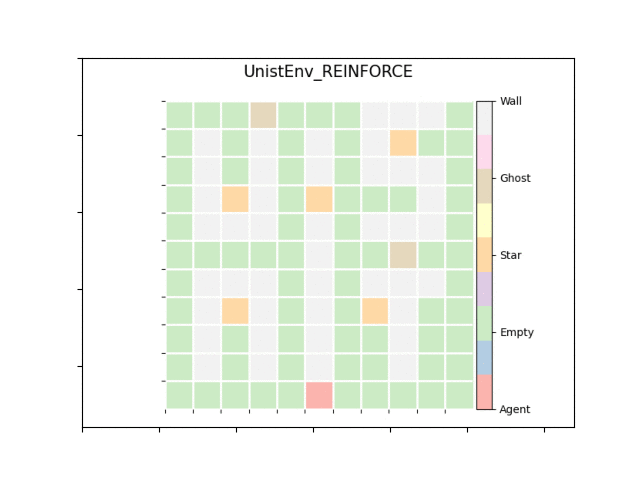 UnistEnv_REINFORCE
Wall
Ghost
Star
Empty
Agent